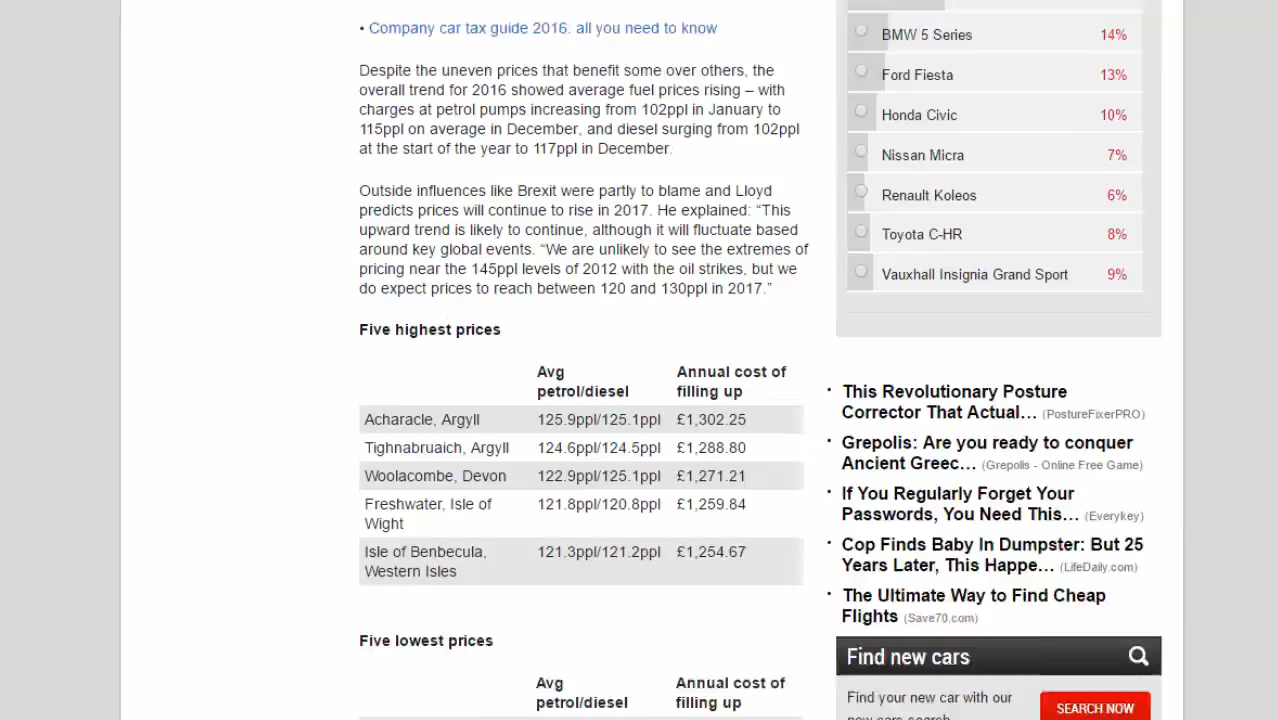 • Company car tax guide 2016. all you need to know
Despite the uneven prices that benefit some over others, the
overall trend for 2016 showed average fuel prices rising – with
charges at petrol pumps increasing from 102ppl in January to
115ppl on average in December, and diesel surging from 102ppl
at the start of the year to 117ppl in December.
Outside influences like Brexit were partly to blame and Lloyd
predicts prices will continue to rise in 2017. He explained: “This
upward trend is likely to continue, although it will fluctuate based
around key global events. “We are unlikely to see the extremes of
pricing near the 145ppl levels of 2012 with the oil strikes, but we
do expect prices to reach between 120 and 130ppl in 2017.”
Five highest prices
Avg Annual cost of
petrol/diesel filling up
Acharacle, Argyll 125.9ppl/125.1ppl £1,302.25
Tighnabruaich, Argyll 124.6ppl/124.5ppl £1,288.80
Woolacombe, Devon 122.9ppl/125.1ppl £1,271.21
Freshwater, Isle of 121.8ppl/120.8ppl £1,259.84
Wight
Isle of Benbecula, 121.3ppl/121.2ppl £1,254.67
Western Isles
Five lowest prices
Avg Annual cost of
petrol/diesel filling up
BMW 5 Series 14%
Ford Fiesta 13%
Honda Civic 10%
Nissan Micra 7%
Renault Koleos 6%
Toyota C-HR 8%
Vauxhall Insignia Grand Sport 9%
· This Revolutionary Posture
Corrector That Actual… (PostureFixerPRO)
· Grepolis: Are you ready to conquer
Ancient Greec… (Grepolis - Online Free Game)
· If You Regularly Forget Your
Passwords, You Need This… (Everykey)
· Cop Finds Baby In Dumpster: But 25
Years Later, This Happe… (LifeDaily.com)
· The Ultimate Way to Find Cheap
Flights (Save70.com)
Find new cars
Find your new car with our
new cars search
SEARCH NOW